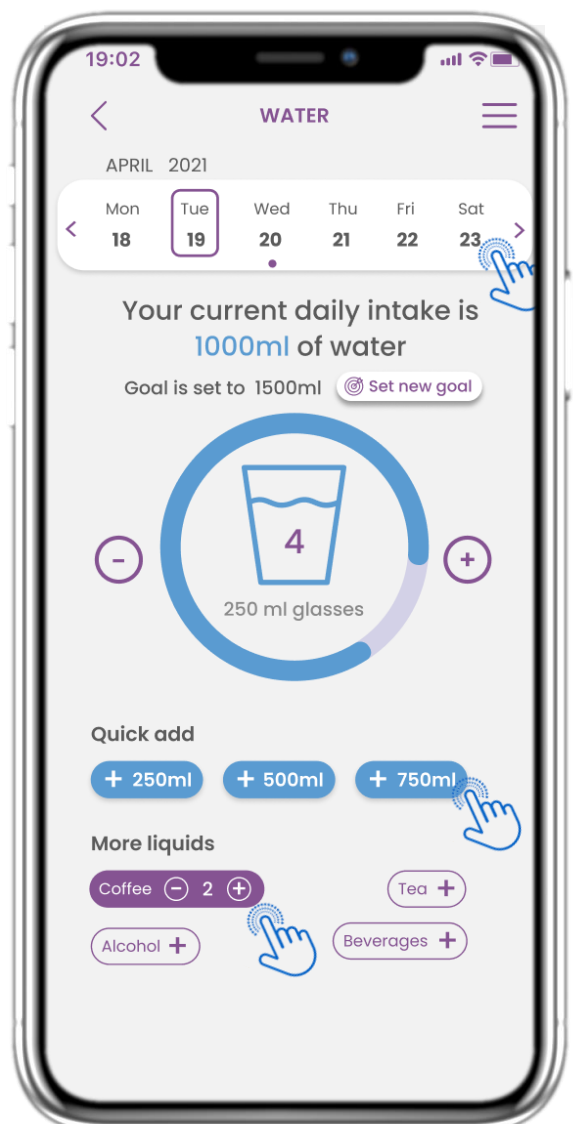 19:02
WATER
APRIL 2021
Mon Tue Wed Thu Fri Sat
18 19 20 21 22 23
Your current daily intake is
1000ml of water
Goal is set to 1500ml Set new goal
4
- +
250 ml glasses
Quick add
+ 250ml + 500ml + 750ml
More liquids
Coffee - 2 + Tea +
Alcohol + Beverages +